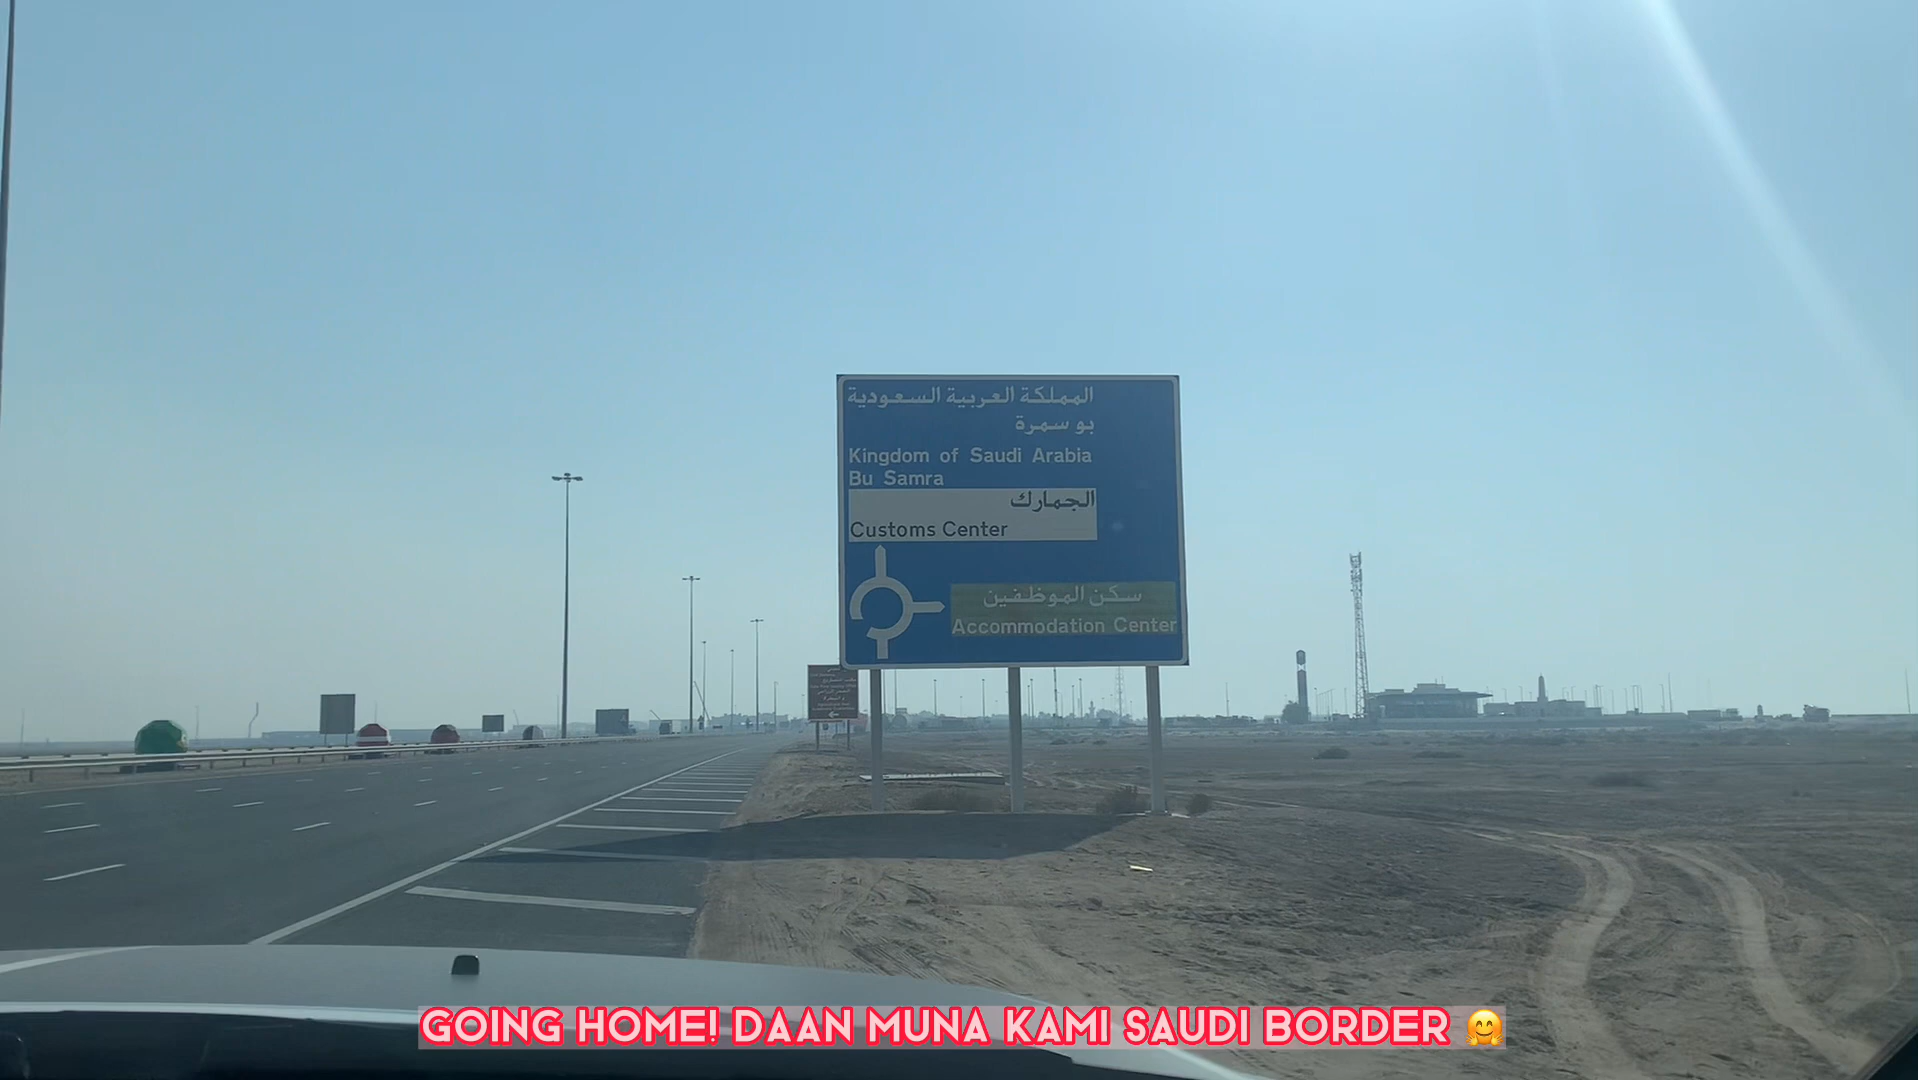 المملكة العربية السعودية
بو سمرة
Kingdom of Saudi Arabia
Bu Samra
الجمارك
Customs Center
سكن الموظفين
Accommodation Center
GOING HOME! DAAN MUNA KAMI SAUDI BORDER 🤗